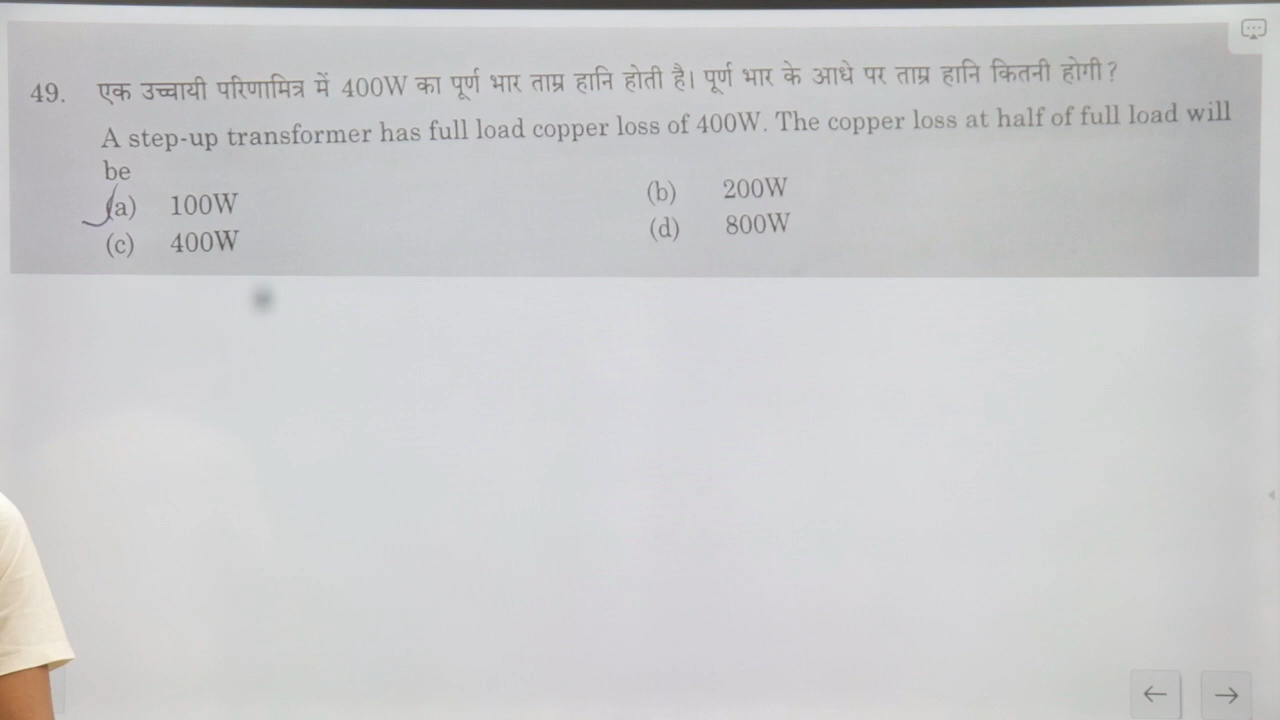 49. एक उच्चायी परिणामित्र में 400W का पूर्ण भार ताम्र हानि होती है। पूर्ण भार के आधे पर ताम्र हानि कितनी होगी?
A step-up transformer has full load copper loss of 400W. The copper loss at half of full load will
be
(a) 100W (b) 200W
(c) 400W (d) 800W